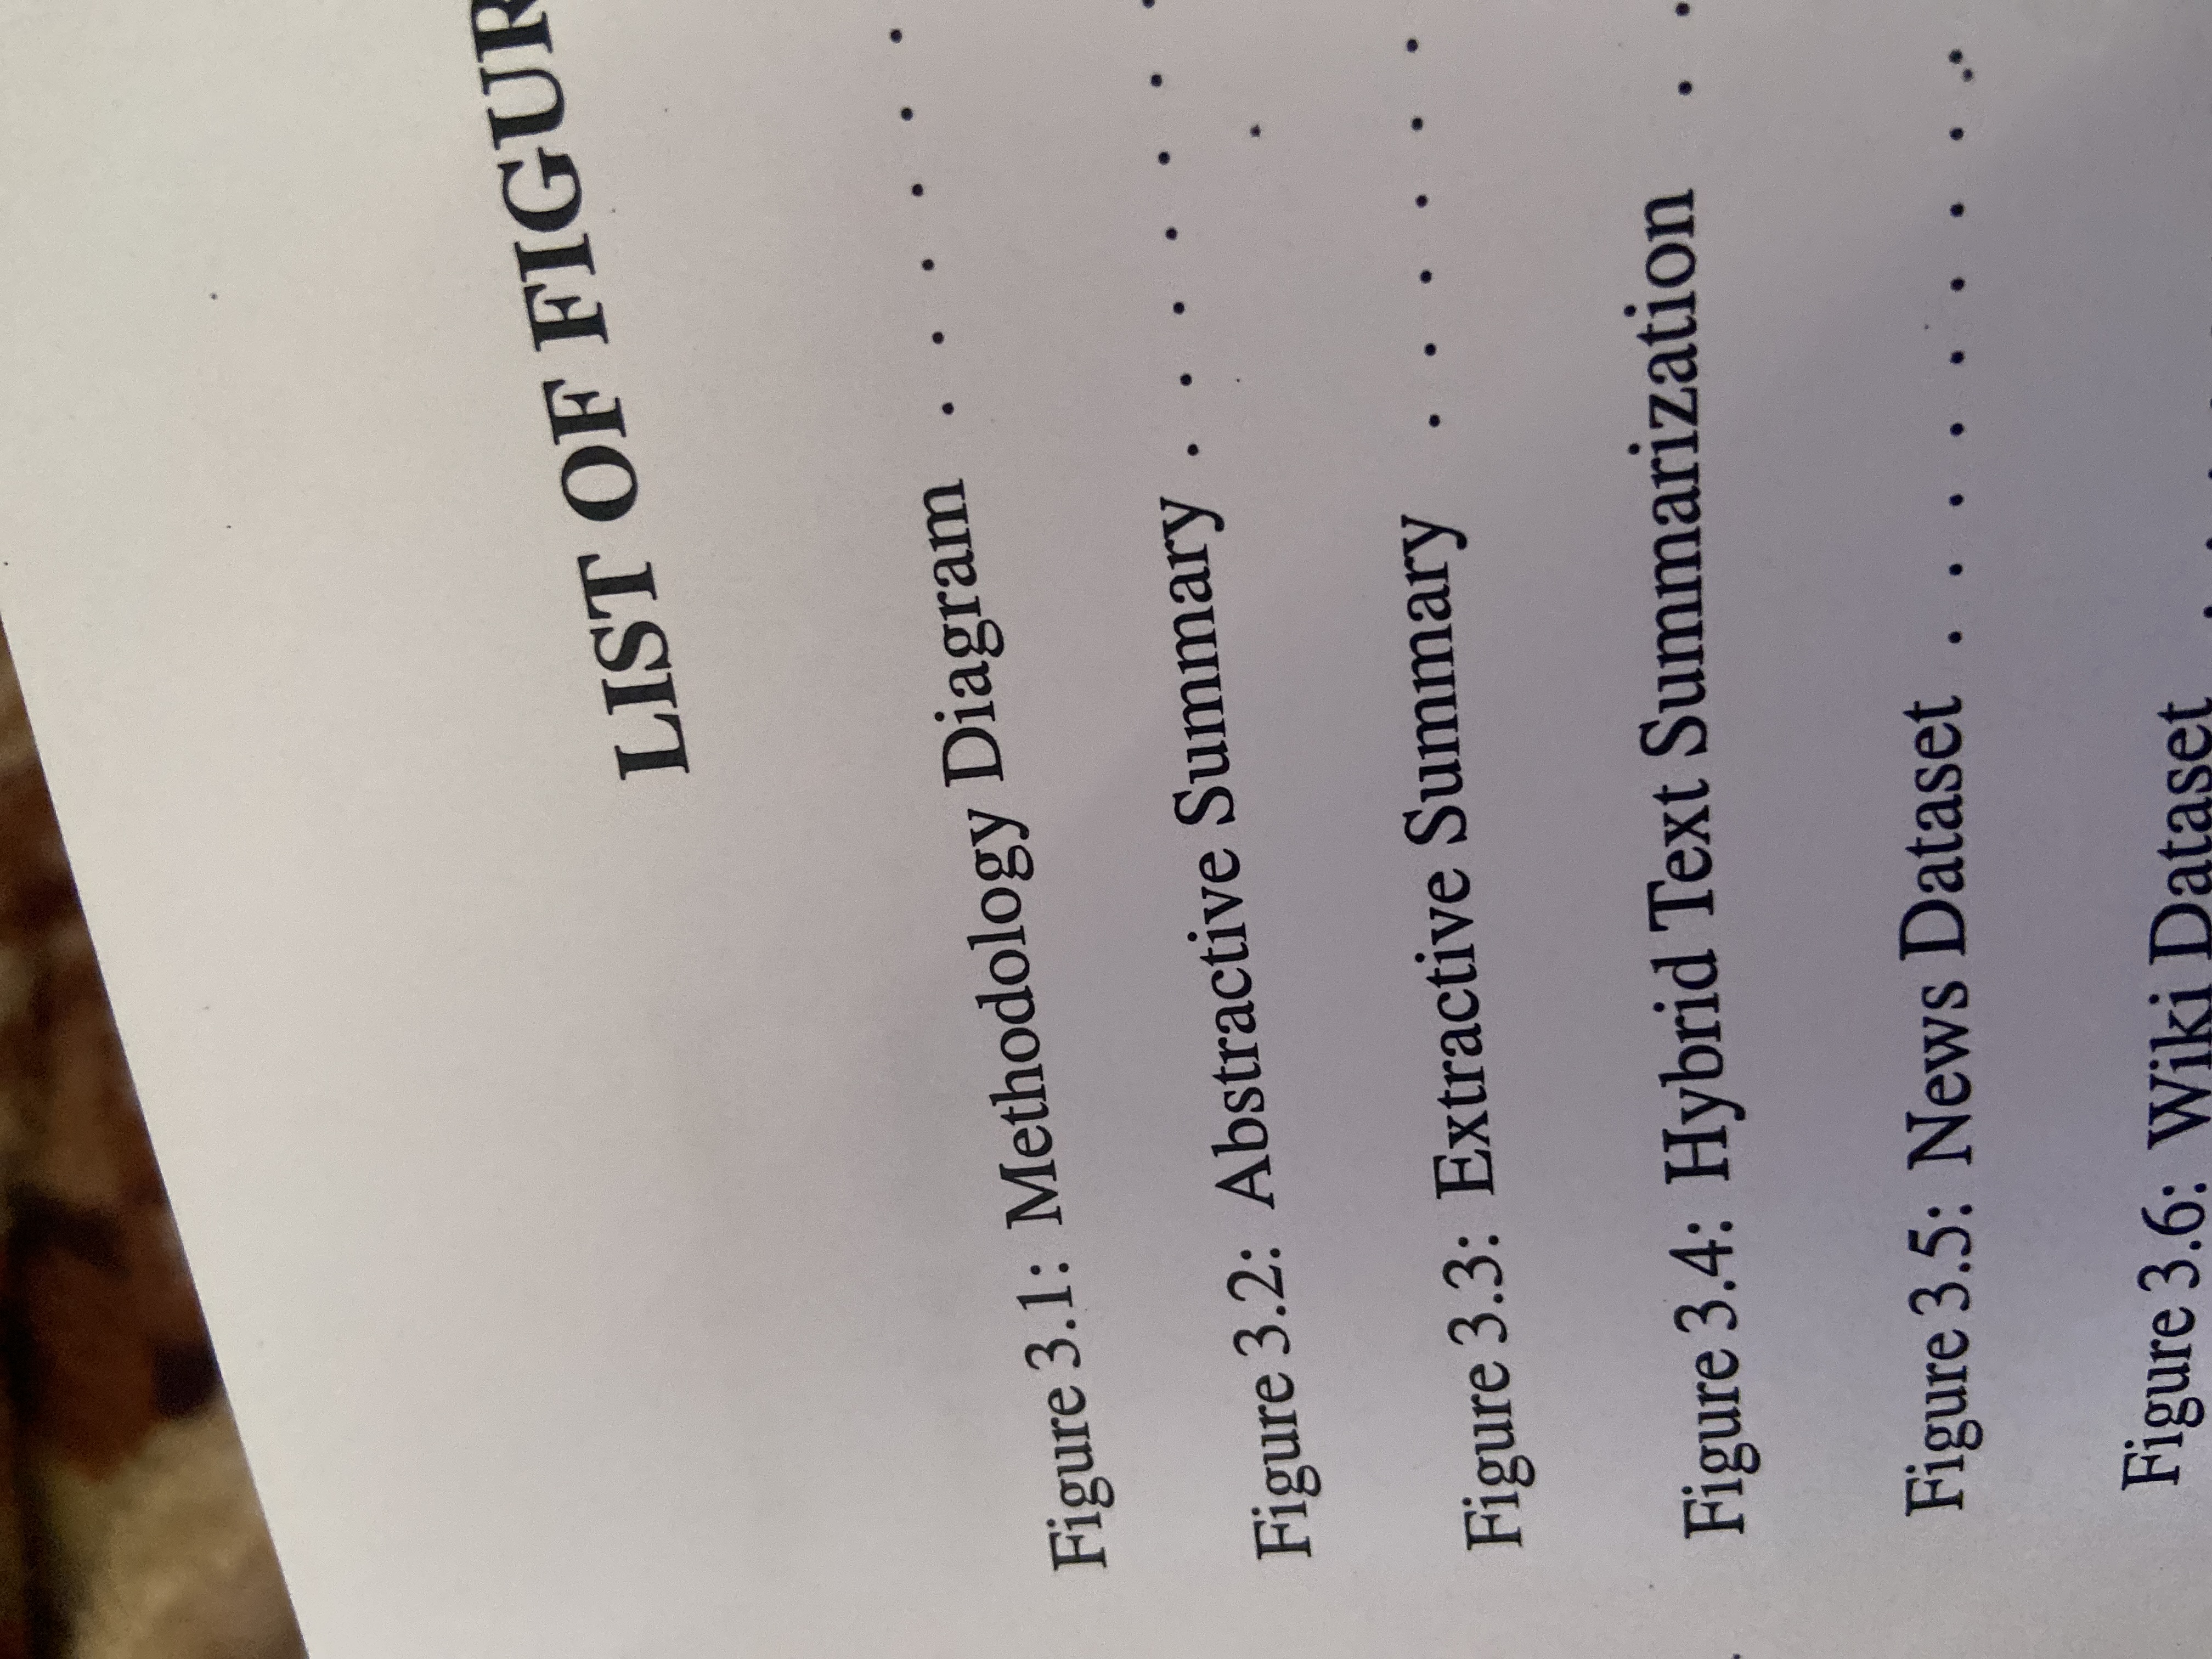 LIST OF FIGUR
Figure 3.1: Methodology Diagram . . . . . .
Figure 3.2: Abstractive Summary . . . . . . .
Figure 3.3: Extractive Summary . . . . . .
Figure 3.4: Hybrid Text Summarization . .
Figure 3.5: News Dataset . . . . . . . . .
Figure 3.6: Wiki Dataset . . . . .